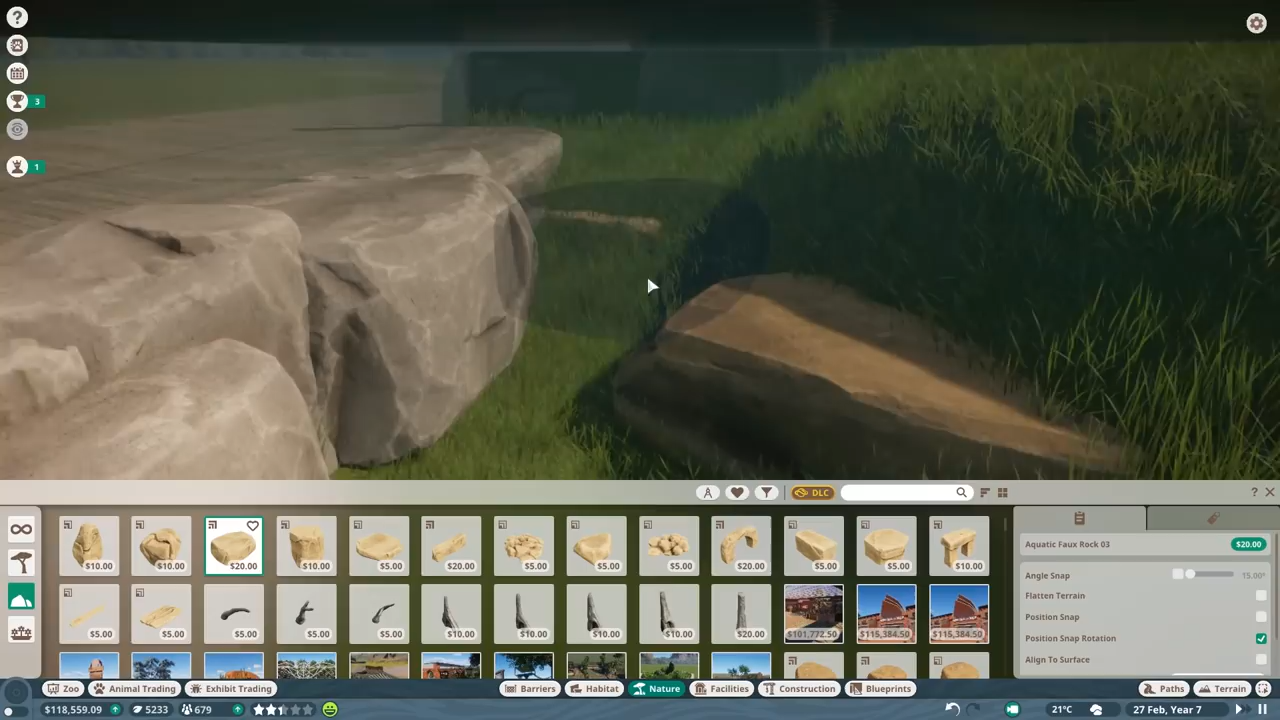 ?
3
1
DLC
? ×
$10.00 $10.00 $20.00 $10.00 $5.00 $20.00 $5.00 $5.00 $5.00 $20.00 $5.00 $5.00 $10.00
$5.00 $5.00 $5.00 $5.00 $5.00 $10.00 $10.00 $10.00 $10.00 $20.00 $101,772.50 $115,384.50 $115,384.50
Aquatic Faux Rock 03 $20.00
Angle Snap 15.00°
Flatten Terrain
Position Snap
Position Snap Rotation
Align To Surface
Zoo Animal Trading Exhibit Trading Barriers Habitat Nature Facilities Construction Blueprints Paths Terrain
$118,559.09 5233 679 21°C 27 Feb, Year 7